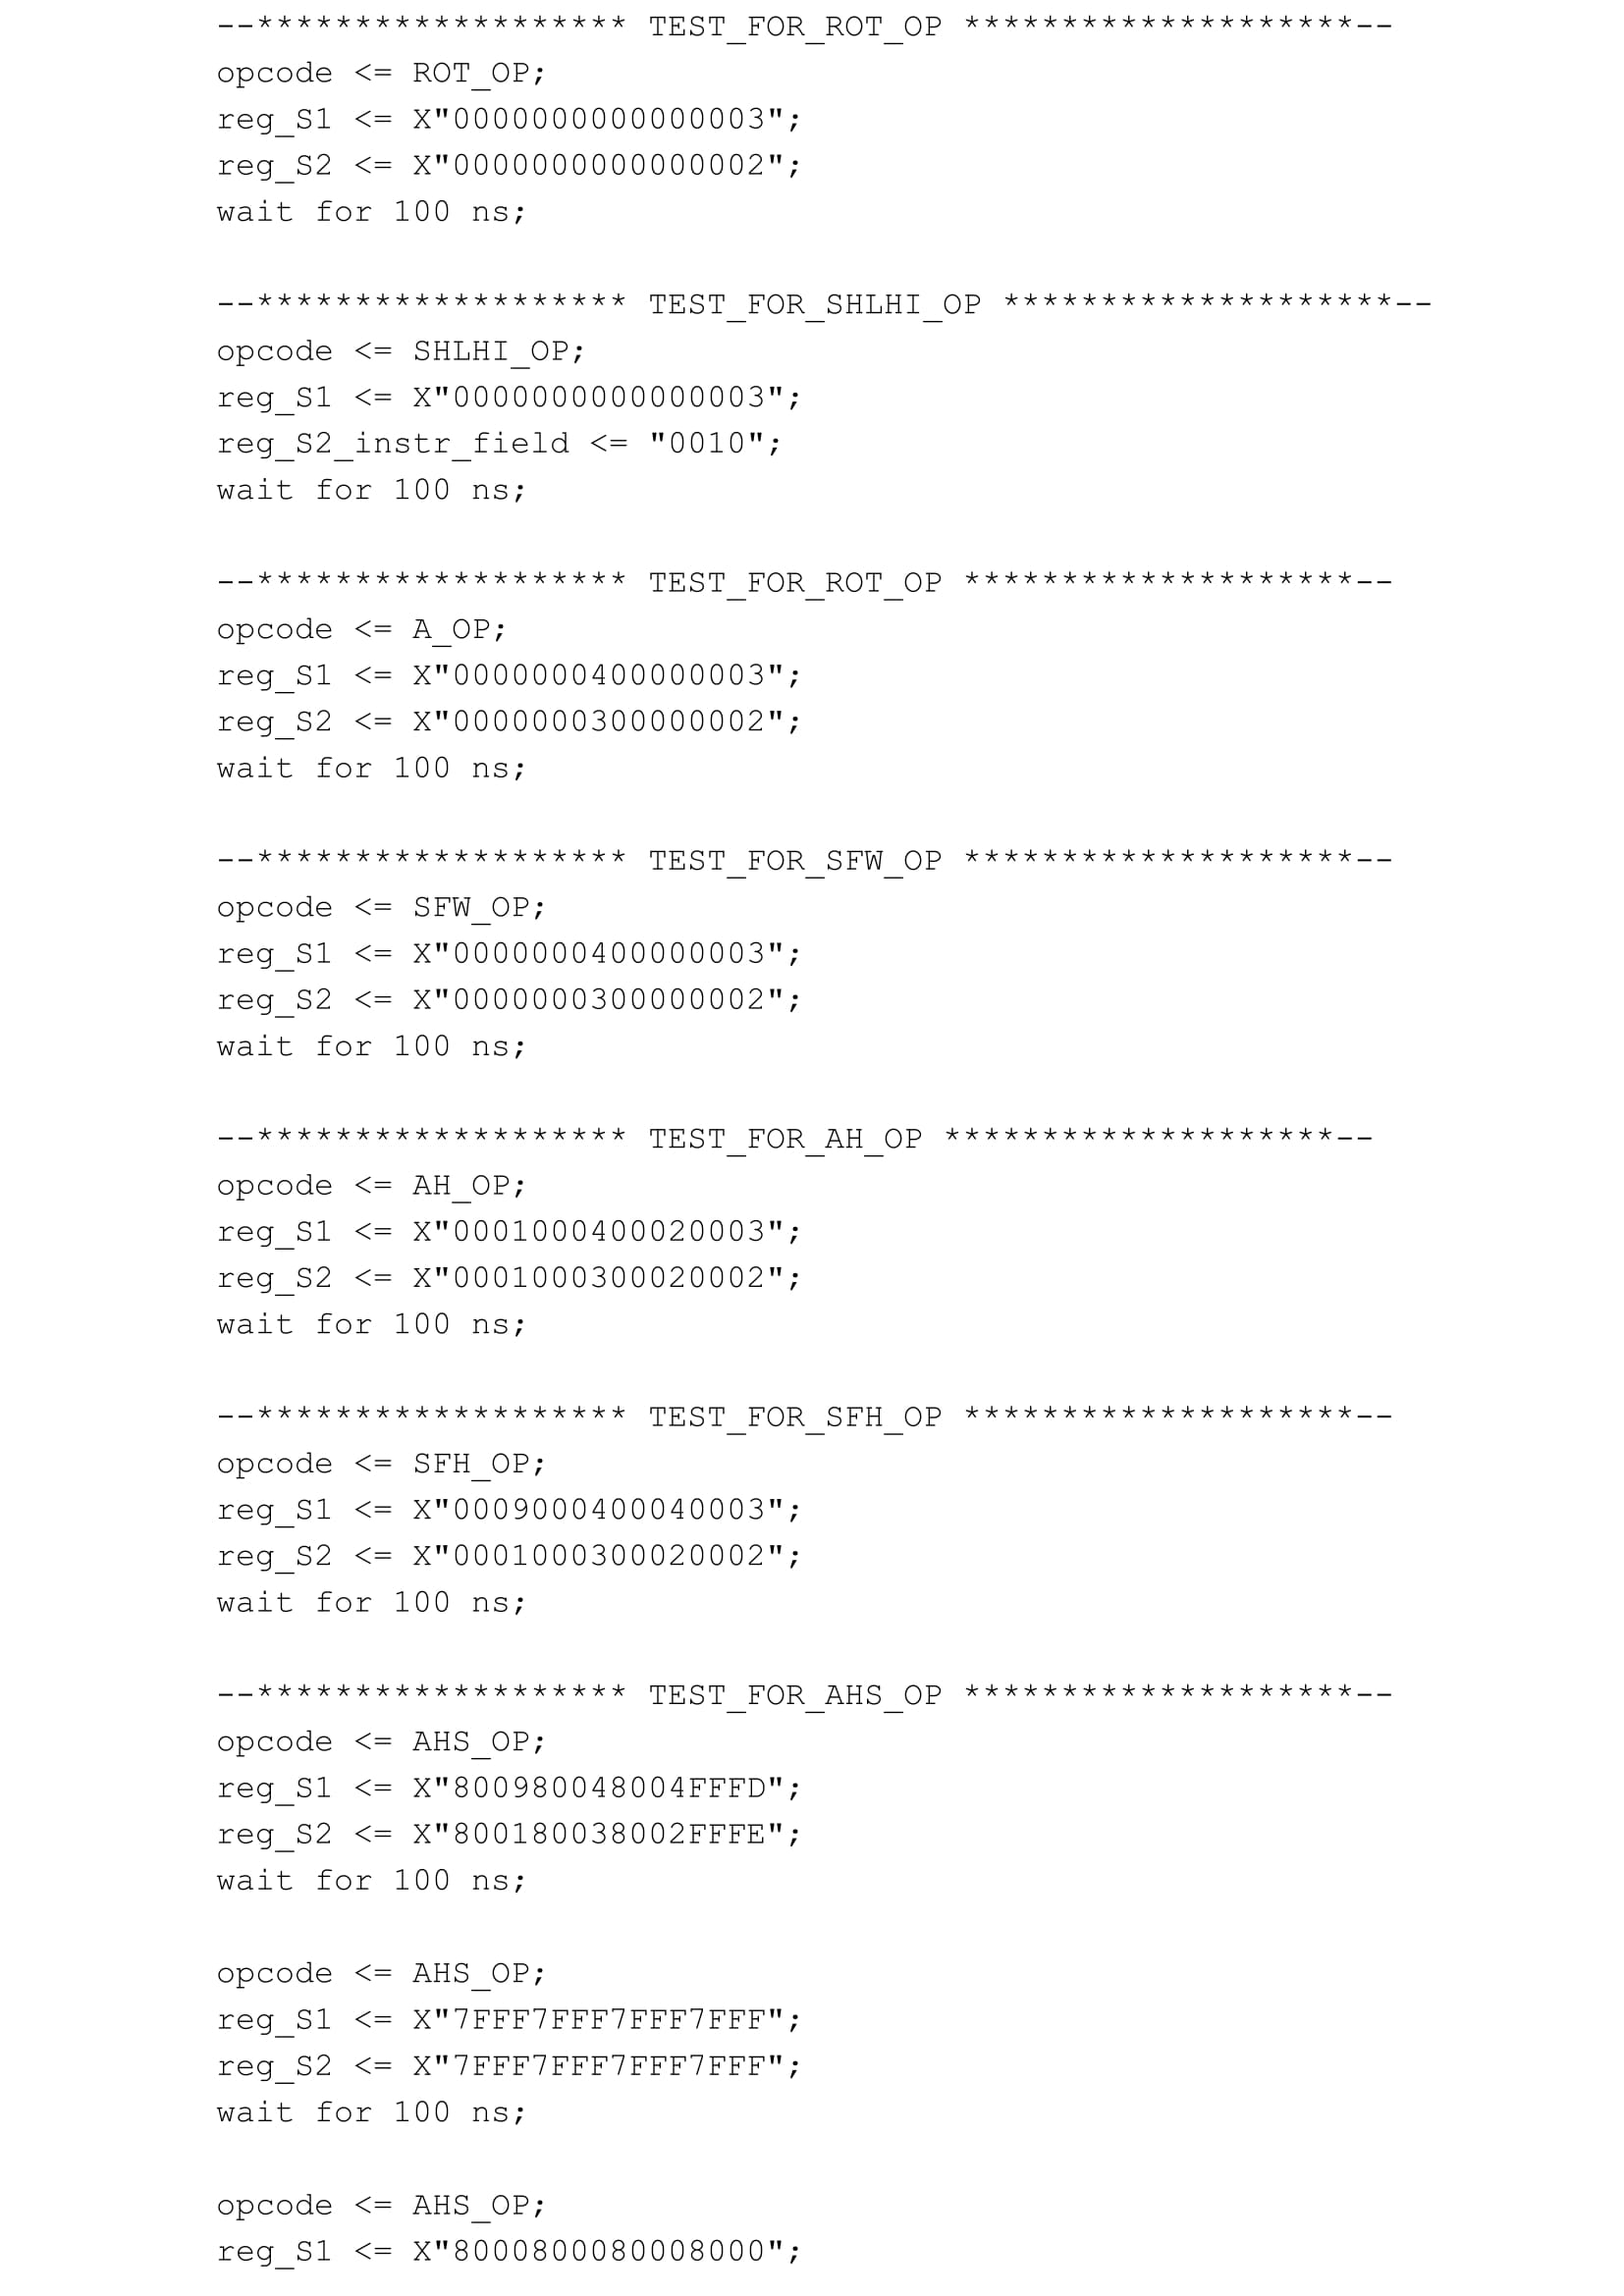 --******************* TEST_FOR_ROT_OP ********************--
opcode <= ROT_OP;
reg_S1 <= X"0000000000000003";
reg_S2 <= X"0000000000000002";
wait for 100 ns;
--******************* TEST_FOR_SHLHI_OP ********************--
opcode <= SHLHI_OP;
reg_S1 <= X"0000000000000003";
reg_S2_instr_field <= "0010";
wait for 100 ns;
--******************* TEST_FOR_ROT_OP ********************--
opcode <= A_OP;
reg_S1 <= X"0000000400000003";
reg_S2 <= X"0000000300000002";
wait for 100 ns;
--******************* TEST_FOR_SFW_OP ********************--
opcode <= SFW_OP;
reg_S1 <= X"0000000400000003";
reg_S2 <= X"0000000300000002";
wait for 100 ns;
--******************* TEST_FOR_AH_OP ********************--
opcode <= AH_OP;
reg_S1 <= X"0001000400020003";
reg_S2 <= X"0001000300020002";
wait for 100 ns;
--******************* TEST_FOR_SFH_OP ********************--
opcode <= SFH_OP;
reg_S1 <= X"0009000400040003";
reg_S2 <= X"0001000300020002";
wait for 100 ns;
--******************* TEST_FOR_AHS_OP ********************--
opcode <= AHS_OP;
reg_S1 <= X"800980048004FFFD";
reg_S2 <= X"800180038002FFFE";
wait for 100 ns;
opcode <= AHS_OP;
reg_S1 <= X"7FFF7FFF7FFF7FFF";
reg_S2 <= X"7FFF7FFF7FFF7FFF";
wait for 100 ns;
opcode <= AHS_OP;
reg_S1 <= X"8000800080008000";